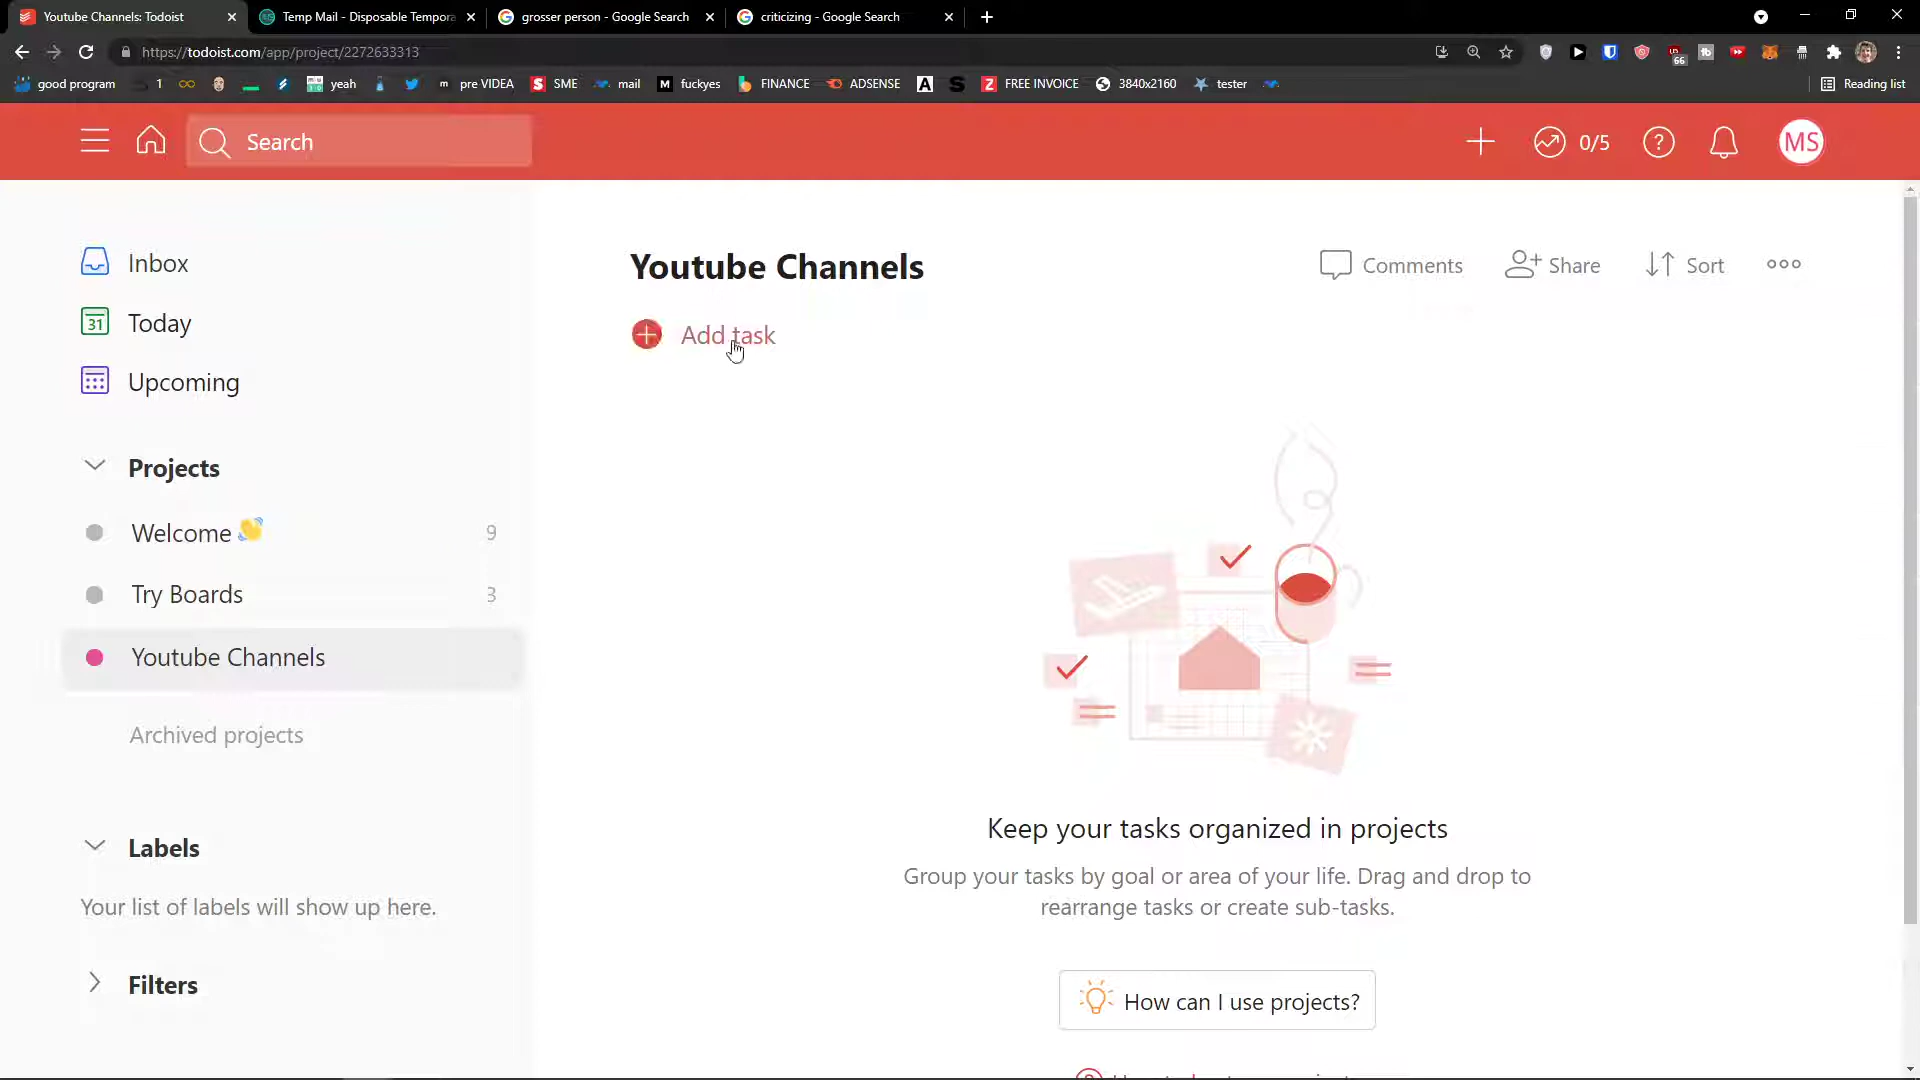 Youtube Channels: Todoist
Temp Mail - Disposable Tempora
grosser person - Google Search
criticizing - Google Search
https://todoist.com/app/project/2272633313
66
good program
1
yeah
pre VIDEA
SME
mail
fuckyes
FINANCE
ADSENSE
FREE INVOICE
3840x2160
tester
Reading list
Search
0/5
MS
Inbox
31
Today
Upcoming
Projects
Welcome 👋
9
Try Boards
3
Youtube Channels
Archived projects
Labels
Your list of labels will show up here.
Filters
Youtube Channels
Comments
Share
Sort
Add task
Keep your tasks organized in projects
Group your tasks by goal or area of your life. Drag and drop to
rearrange tasks or create sub-tasks.
How can I use projects?